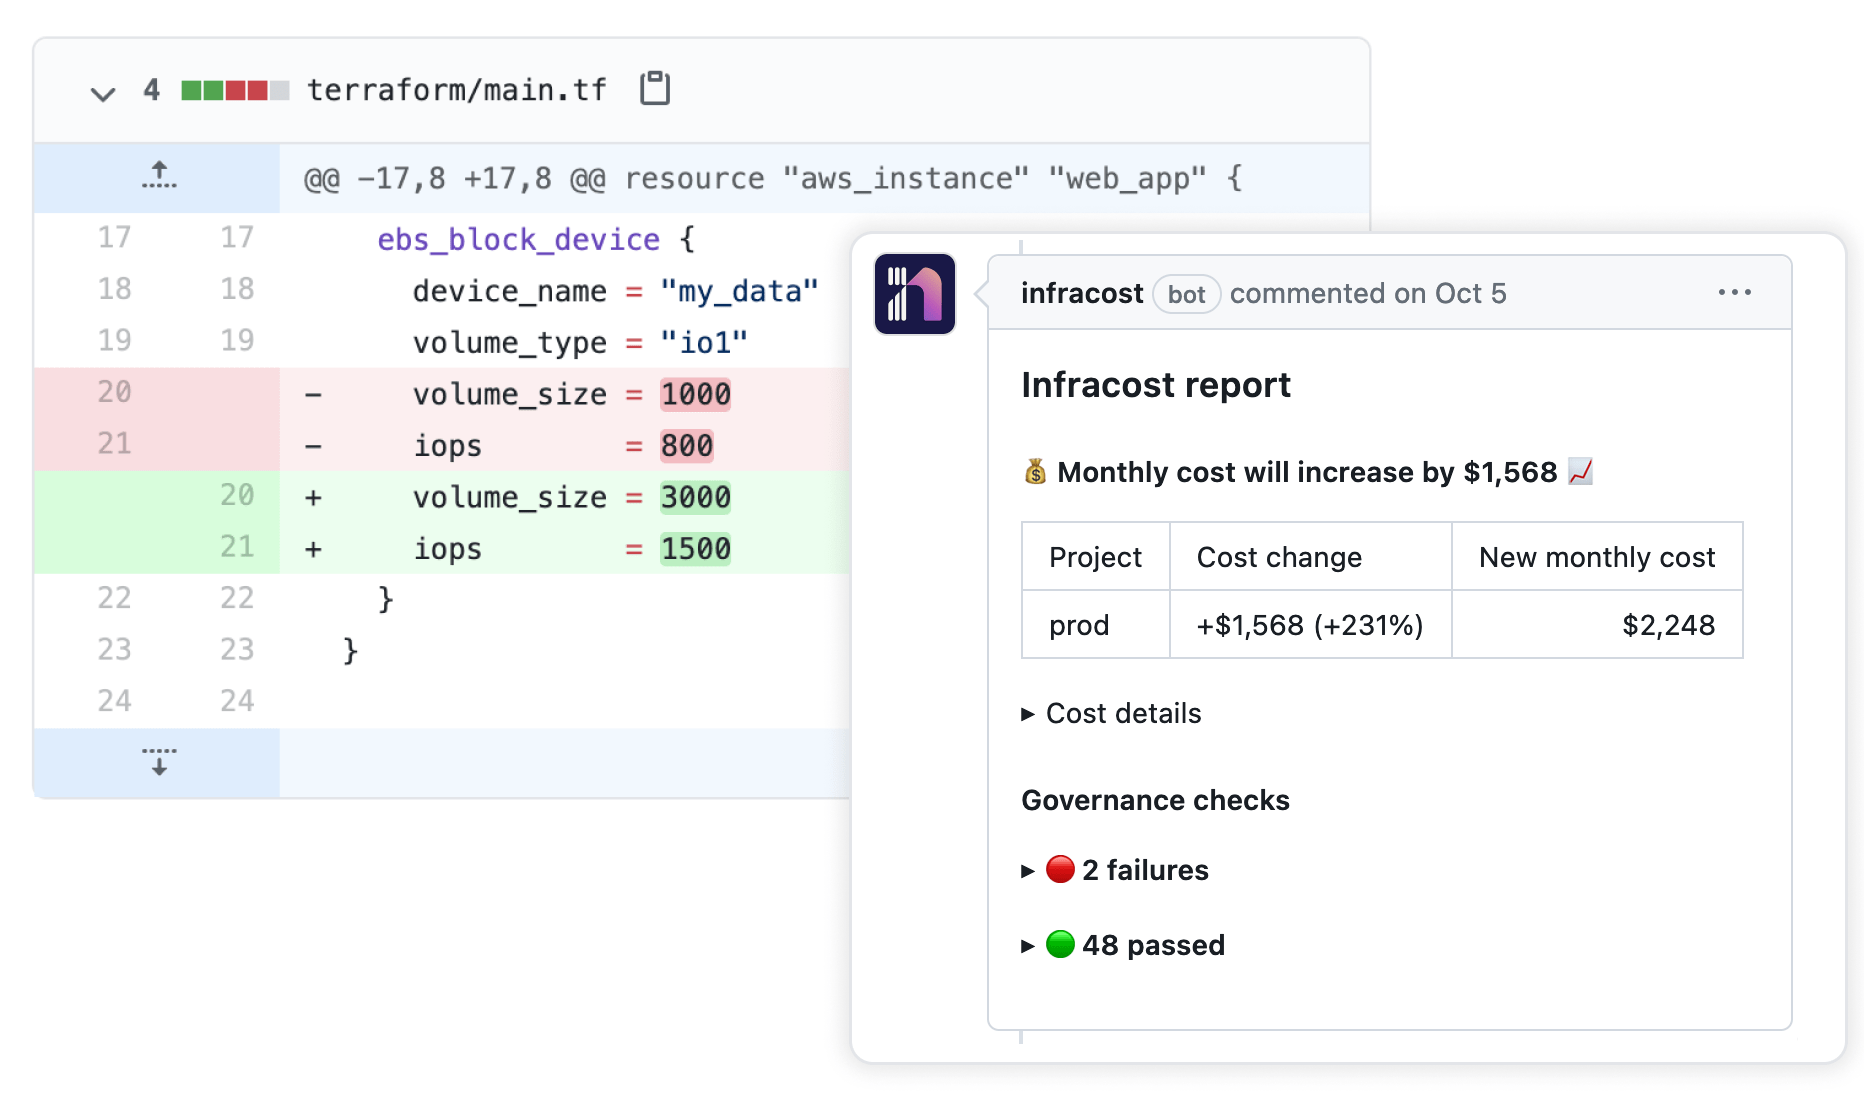 4 terraform/main.tf
@@ -17,8 +17,8 @@ resource "aws_instance" "web_app" {
17 17 ebs_block_device {
18 18 device_name = "my_data"
19 19 volume_type = "io1"
20 - volume_size = 1000
21 - iops = 800
20 + volume_size = 3000
21 + iops = 1500
22 22 }
23 23 }
24 24
infracost bot commented on Oct 5
Infracost report
💰 Monthly cost will increase by $1,568 📈
Project Cost change New monthly cost
prod +$1,568 (+231%) $2,248
▸ Cost details
Governance checks
▸ 🔴 2 failures
▸ 🟢 48 passed